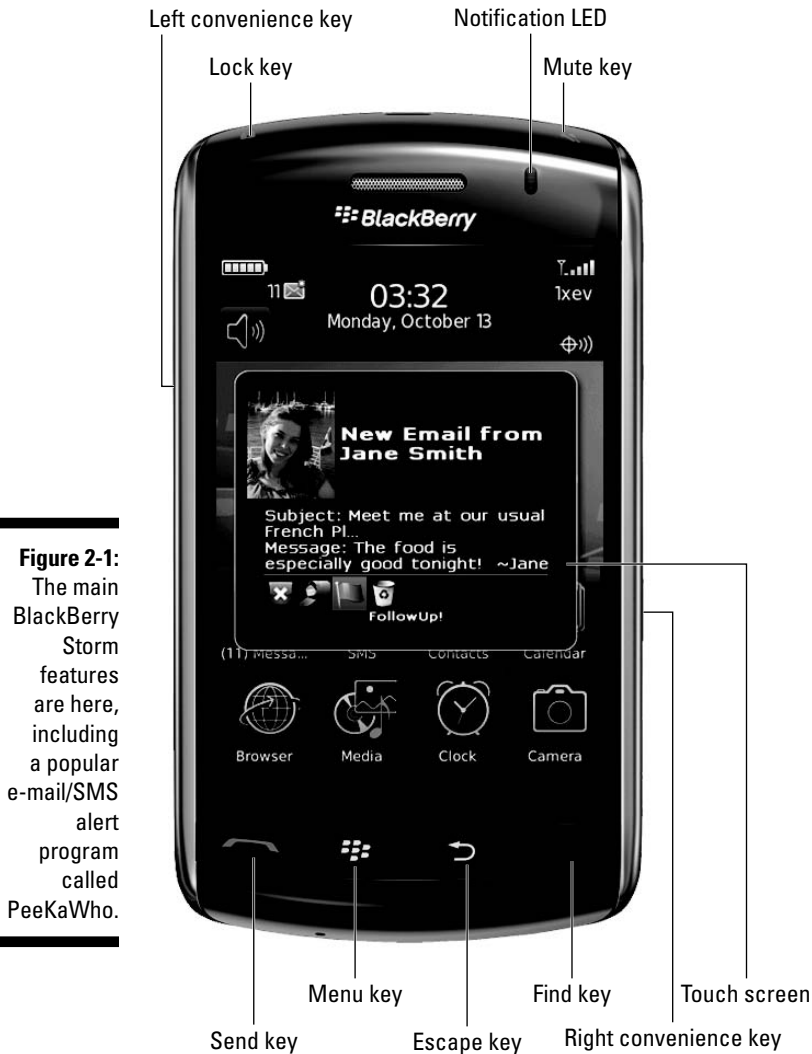 Left convenience key
Notification LED
Lock key
Mute key
BlackBerry
11
03:32
1xev
Monday, October 13
New Email from
Jane Smith
Subject: Meet me at our usual
French Pl...
Message: The food is
especially good tonight! ~Jane
FollowUp!
(11) Messa...
SMS
Contacts
Calendar
Browser
Media
Clock
Camera
Figure 2-1:
The main
BlackBerry
Storm
features
are here,
including
a popular
e-mail/SMS
alert
program
called
PeeKaWho.
Menu key
Find key
Touch screen
Send key
Escape key
Right convenience key